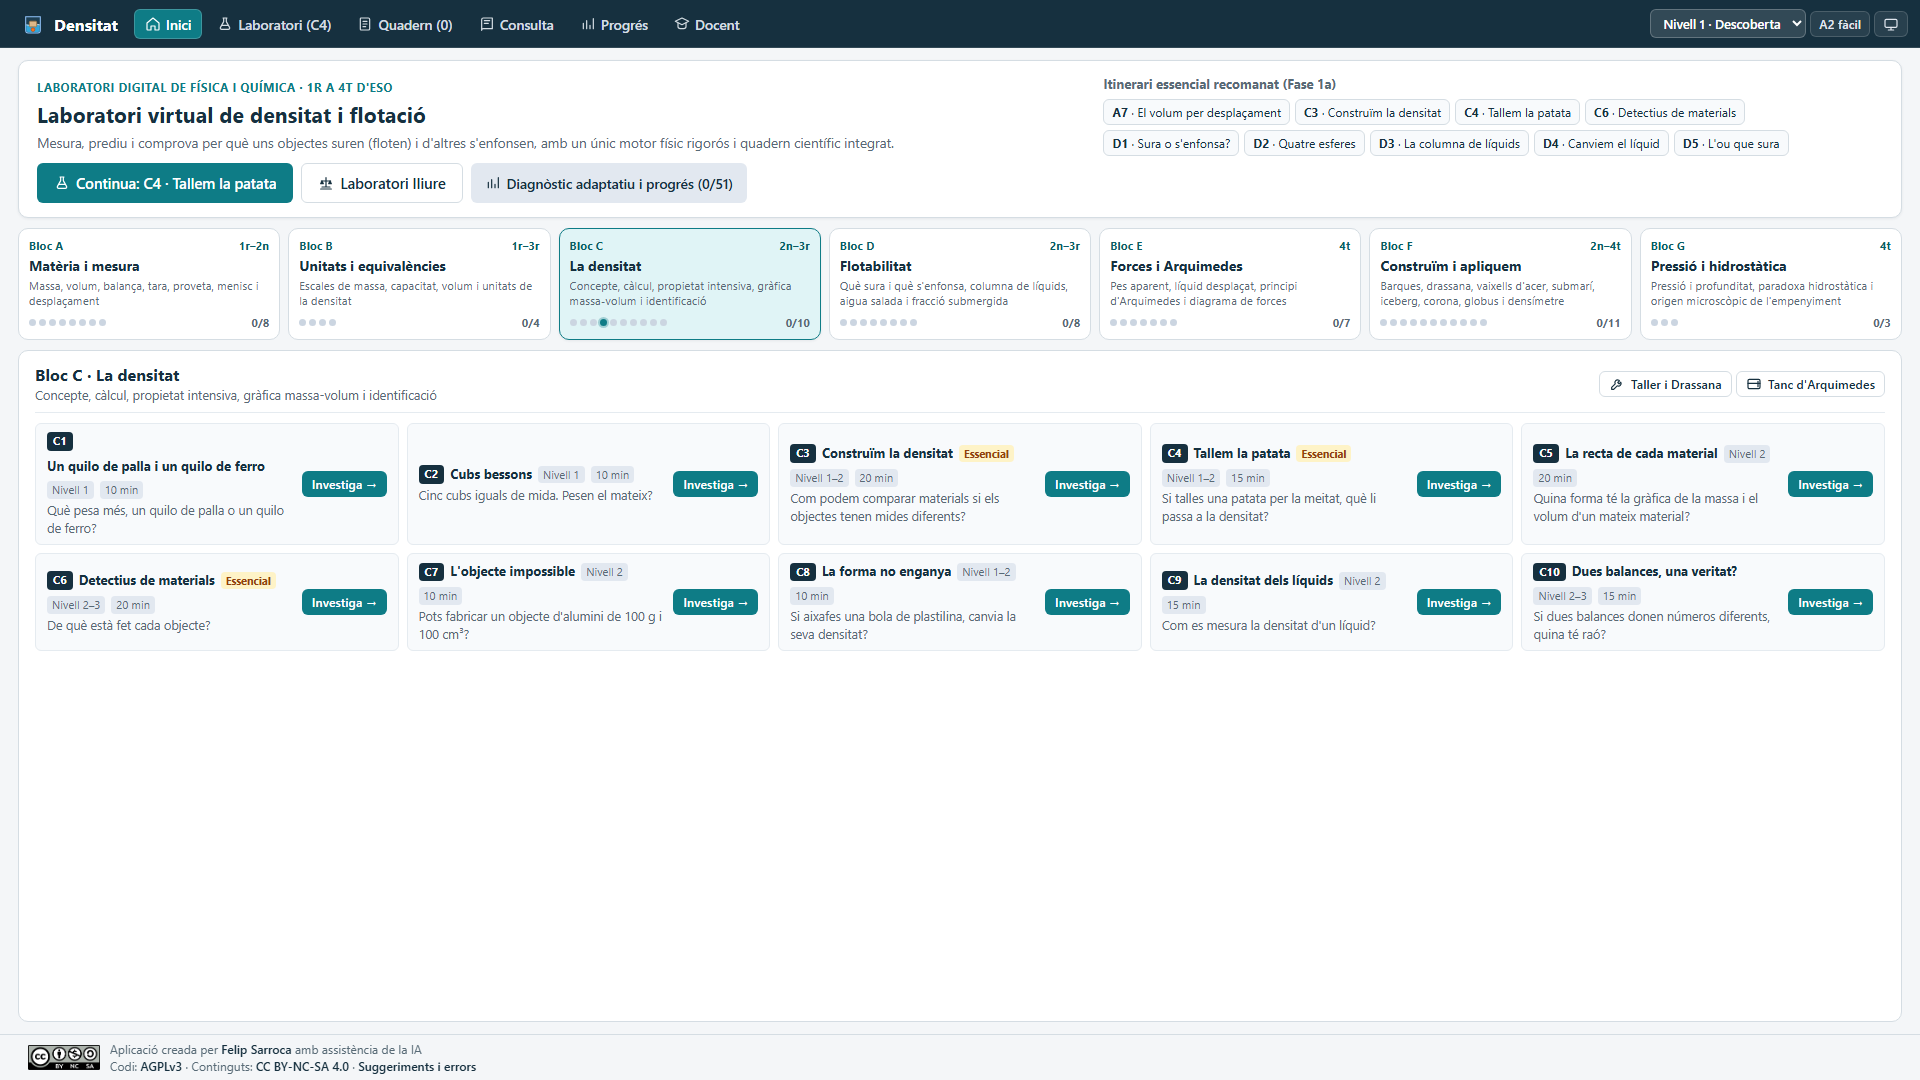 Densitat
Inici
Laboratori (C4)
Quadern (0)
Consulta
Progrés
Docent
Nivell 1 · Descoberta
A2 fàcil
LABORATORI DIGITAL DE FÍSICA I QUÍMICA · 1R A 4T D'ESO
Laboratori virtual de densitat i flotació
Mesura, prediu i comprova per què uns objectes suren (floten) i d'altres s'enfonsen, amb un únic motor físic rigorós i quadern científic integrat.
Continua: C4 · Tallem la patata
Laboratori lliure
Diagnòstic adaptatiu i progrés (0/51)
Itinerari essencial recomanat (Fase 1a)
A7 · El volum per desplaçament
C3 · Construïm la densitat
C4 · Tallem la patata
C6 · Detectius de materials
D1 · Sura o s'enfonsa?
D2 · Quatre esferes
D3 · La columna de líquids
D4 · Canviem el líquid
D5 · L'ou que sura
Bloc A 1r–2n
Matèria i mesura
Massa, volum, balança, tara, proveta, menisc i
desplaçament
0/8
Bloc B 1r–3r
Unitats i equivalències
Escales de massa, capacitat, volum i unitats de
la densitat
0/4
Bloc C 2n–3r
La densitat
Concepte, càlcul, propietat intensiva, gràfica
massa-volum i identificació
0/10
Bloc D 2n–3r
Flotabilitat
Què sura i què s'enfonsa, columna de líquids,
aigua salada i fracció submergida
0/8
Bloc E 4t
Forces i Arquimedes
Pes aparent, líquid desplaçat, principi
d'Arquimedes i diagrama de forces
0/7
Bloc F 2n–4t
Construïm i apliquem
Barques, drassana, vaixells d'acer, submarí,
iceberg, corona, globus i densímetre
0/11
Bloc G 4t
Pressió i hidrostàtica
Pressió i profunditat, paradoxa hidrostàtica i
origen microscòpic de l'empenyiment
0/3
Bloc C · La densitat
Concepte, càlcul, propietat intensiva, gràfica massa-volum i identificació
Taller i Drassana
Tanc d'Arquimedes
C1
Un quilo de palla i un quilo de ferro
Nivell 1 10 min
Què pesa més, un quilo de palla o un quilo
de ferro?
Investiga →
C2 Cubs bessons Nivell 1 10 min
Cinc cubs iguals de mida. Pesen el mateix?
Investiga →
C3 Construïm la densitat Essencial
Nivell 1–2 20 min
Com podem comparar materials si els
objectes tenen mides diferents?
Investiga →
C4 Tallem la patata Essencial
Nivell 1–2 15 min
Si talles una patata per la meitat, què li
passa a la densitat?
Investiga →
C5 La recta de cada material Nivell 2
20 min
Quina forma té la gràfica de la massa i el
volum d'un mateix material?
Investiga →
C6 Detectius de materials Essencial
Nivell 2–3 20 min
De què està fet cada objecte?
Investiga →
C7 L'objecte impossible Nivell 2
10 min
Pots fabricar un objecte d'alumini de 100 g i
100 cm³?
Investiga →
C8 La forma no enganya Nivell 1–2
10 min
Si aixafes una bola de plastilina, canvia la
seva densitat?
Investiga →
C9 La densitat dels líquids Nivell 2
15 min
Com es mesura la densitat d'un líquid?
Investiga →
C10 Dues balances, una veritat?
Nivell 2–3 15 min
Si dues balances donen números diferents,
quina té raó?
Investiga →
CC BY NC SA
Aplicació creada per Felip Sarroca amb assistència de la IA
Codi: AGPLv3 · Continguts: CC BY-NC-SA 4.0 · Suggeriments i errors